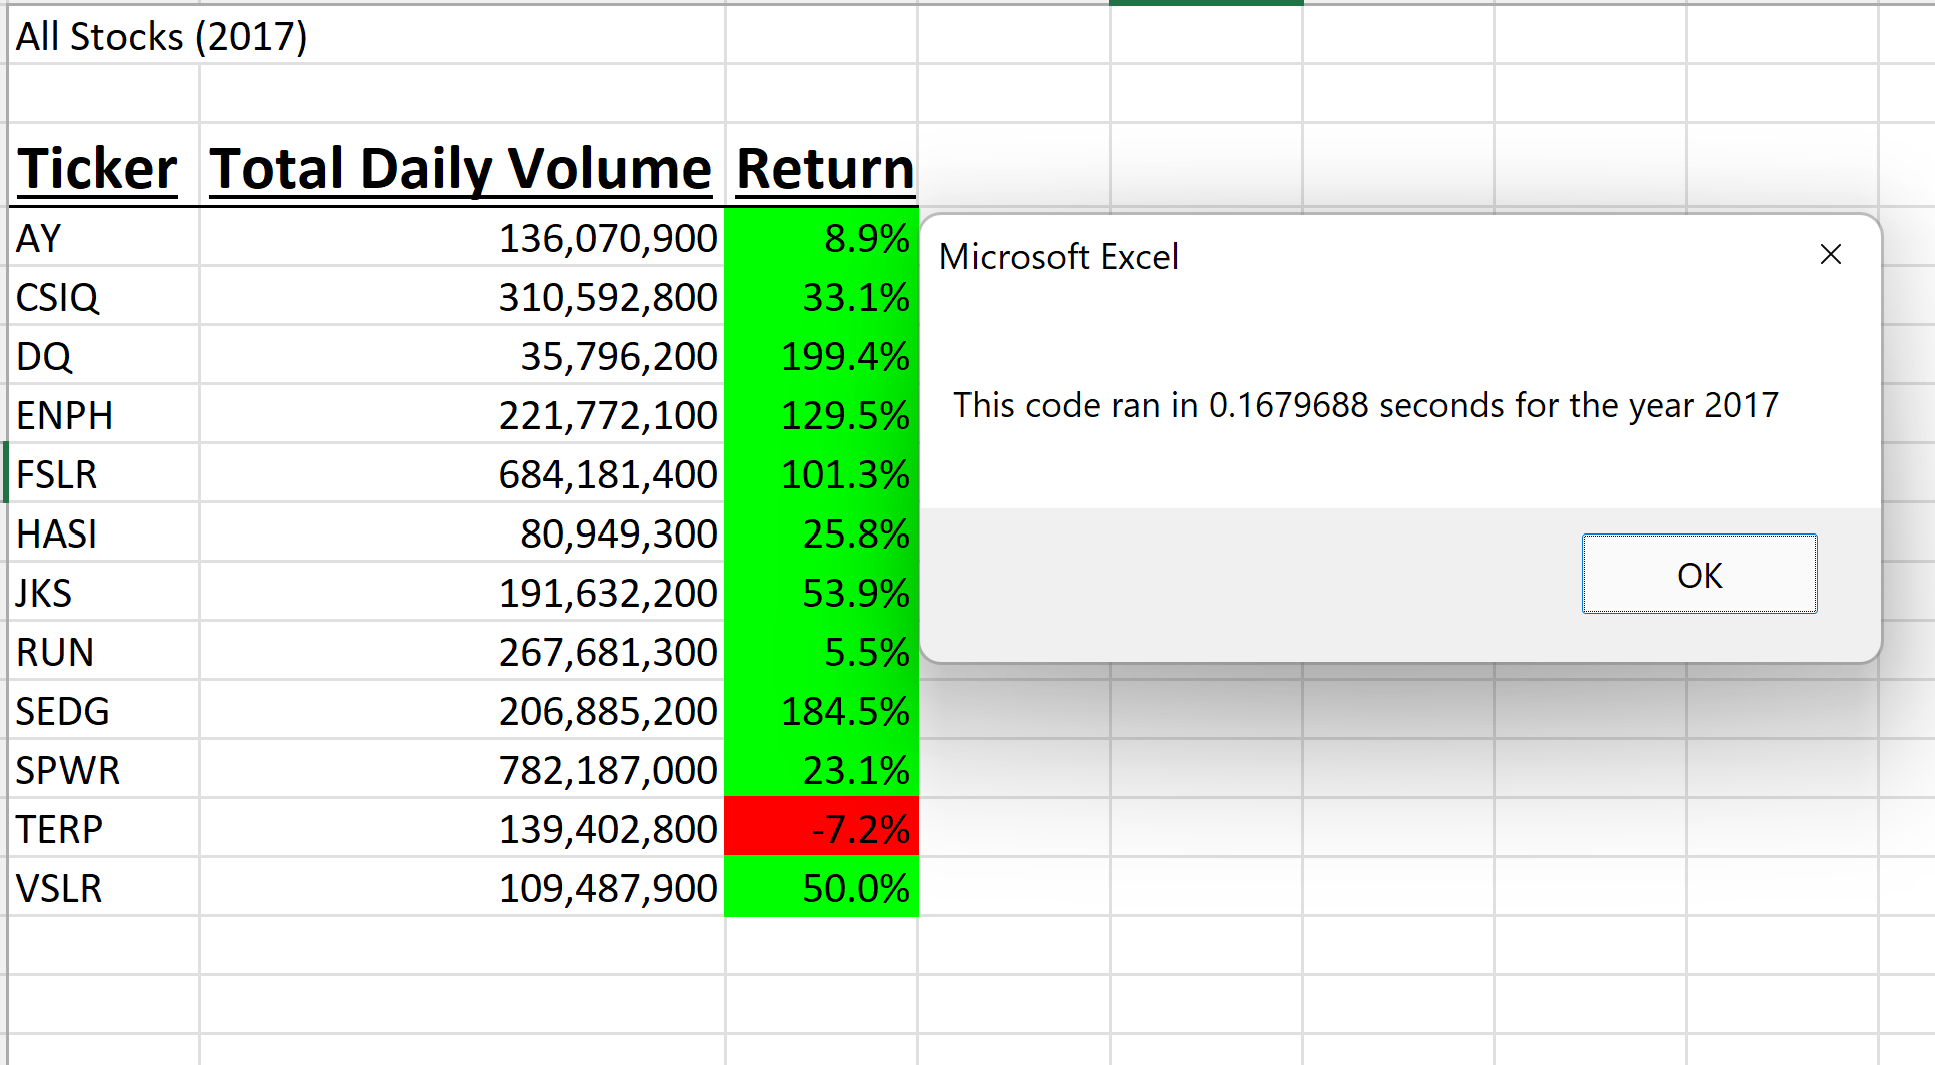 All Stocks (2017)
Ticker Total Daily Volume Return
AY 136,070,900 8.9%
CSIQ 310,592,800 33.1%
DQ 35,796,200 199.4%
ENPH 221,772,100 129.5%
FSLR 684,181,400 101.3%
HASI 80,949,300 25.8%
JKS 191,632,200 53.9%
RUN 267,681,300 5.5%
SEDG 206,885,200 184.5%
SPWR 782,187,000 23.1%
TERP 139,402,800 -7.2%
VSLR 109,487,900 50.0%
Microsoft Excel
This code ran in 0.1679688 seconds for the year 2017
OK